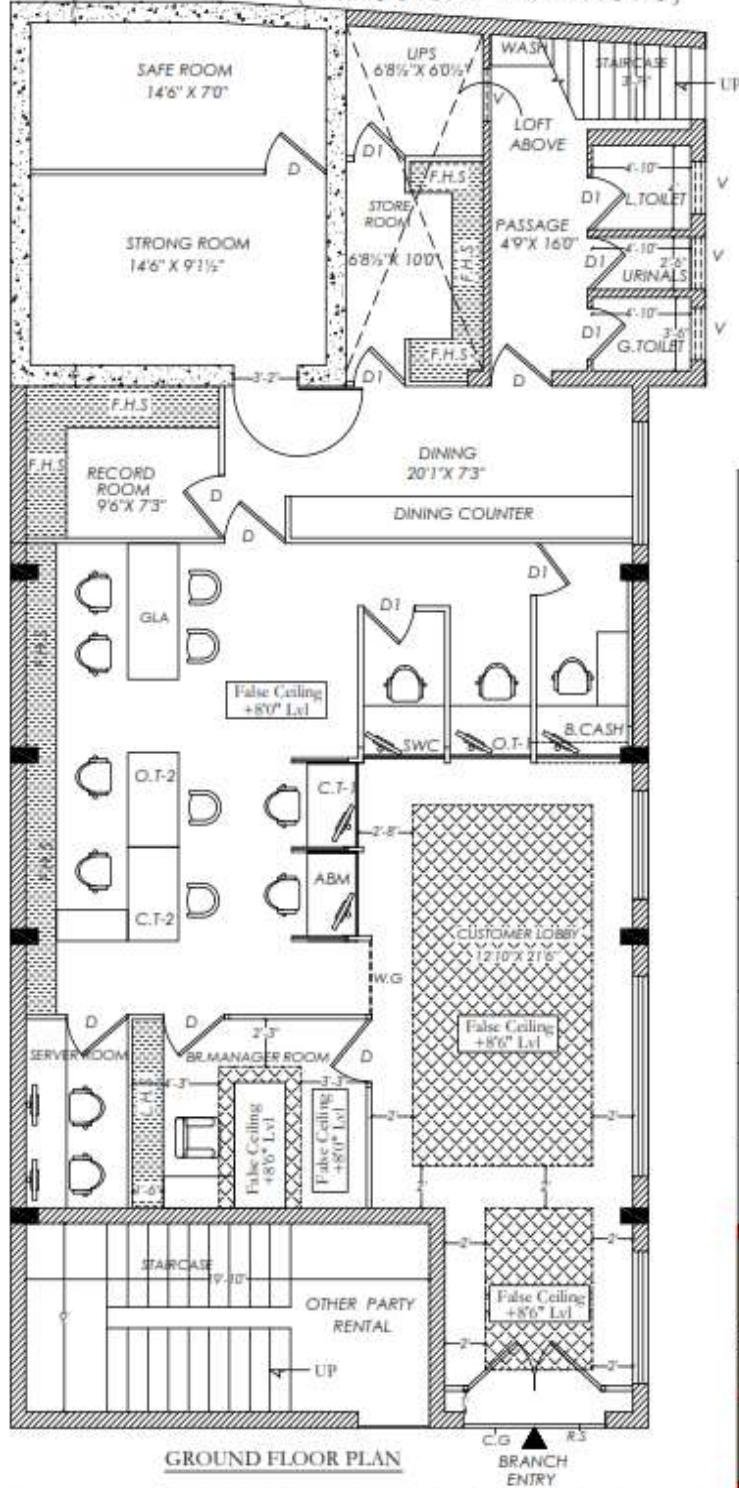 SAFE ROOM
14'6" X 7'0"
UPS
6'8½"X 6'0½"
WASH
STAIRCASE
3'-7"
UP
V
LOFT
ABOVE
D
D1
F.H.S
4'-10"
L.TOILET
V
STRONG ROOM
14'6" X 9'1½"
STORE
ROOM
6'8½"X 10'0"
F.H.S
PASSAGE
4'9"X 16'0"
D1
D1
4'-10"
2'-6"
URINALS
V
4'-10"
3'-6"
G.TOILET
V
D1
F.H.S
D1
D
3'-2"
F.H.S
F.H.S
RECORD
ROOM
9'6"X 7'3"
D
D
DINING
20'1"X 7'3"
DINING COUNTER
GLA
F.H.S
D1
D1
False Ceiling
+8'0" Lvl
SWC
O.T-1
B.CASH
O.T-2
C.T-1
2'-8"
F.H.S
C.T-2
ABM
CUSTOMER LOBBY
12'10"X 21'6"
W.G
False Ceiling
+8'6" Lvl
D
D
D
SERVER ROOM
BR.MANAGER ROOM
2'-3"
4'-3"
3'-3"
L.H.S
False Ceiling
+8'6" Lvl
False Ceiling
+8'0" Lvl
2'
2'
2'
2'
STAIRCASE
19'-10"
9'
OTHER PARTY
RENTAL
UP
2'
2'
False Ceiling
+8'6" Lvl
2'
2'
GROUND FLOOR PLAN
C.G
R.S
BRANCH
ENTRY